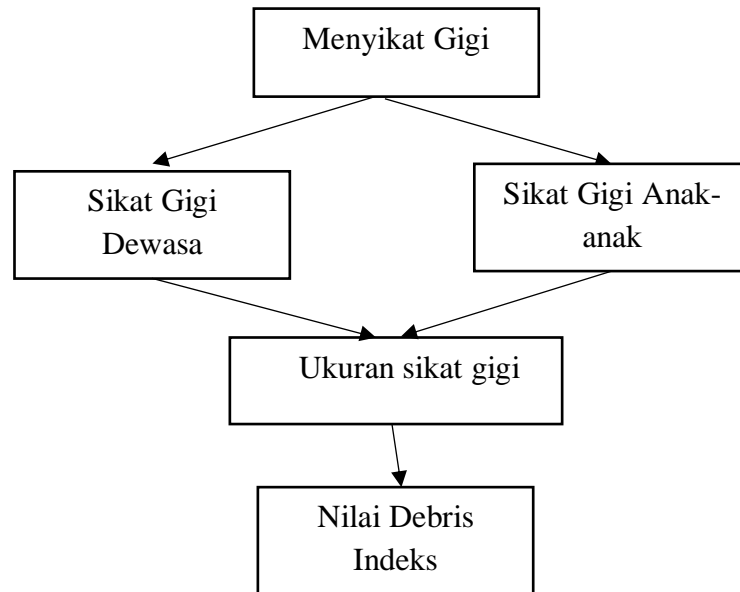 Menyikat Gigi
Sikat Gigi
Dewasa
Sikat Gigi Anak-
anak
Ukuran sikat gigi
Nilai Debris
Indeks